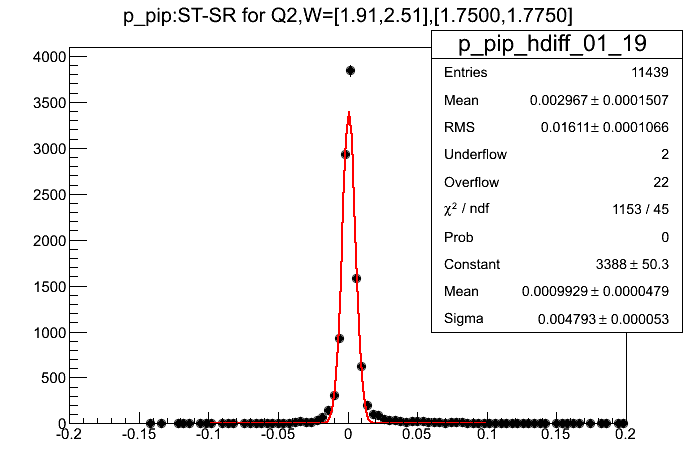 p_pip:ST-SR for Q2,W=[1.91,2.51],[1.7500,1.7750]
p_pip_hdiff_01_19
Entries 11439
Mean 0.002967 ± 0.0001507
RMS 0.01611 ± 0.0001066
Underflow 2
Overflow 22
χ² / ndf 1153 / 45
Prob 0
Constant 3388 ± 50.3
Mean 0.0009929 ± 0.0000479
Sigma 0.004793 ± 0.000053
4000
3500
3000
2500
2000
1500
1000
500
0
-0.2 -0.15 -0.1 -0.05 0 0.05 0.1 0.15 0.2